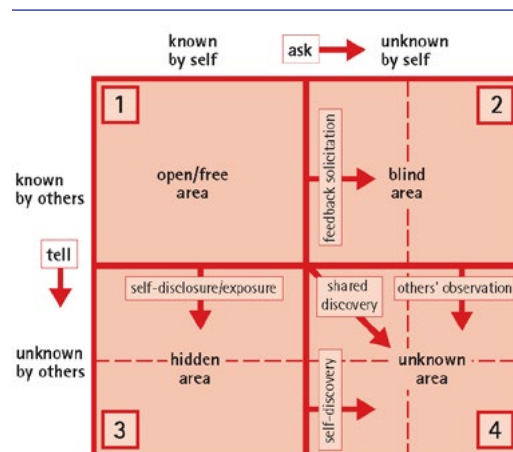 known
by self
ask
unknown
by self
1
2
known
by others
open/free
area
feedback solicitation
blind
area
tell
self-disclosure/exposure
shared
discovery
others' observation
unknown
by others
hidden
area
self-discovery
unknown
area
3
4